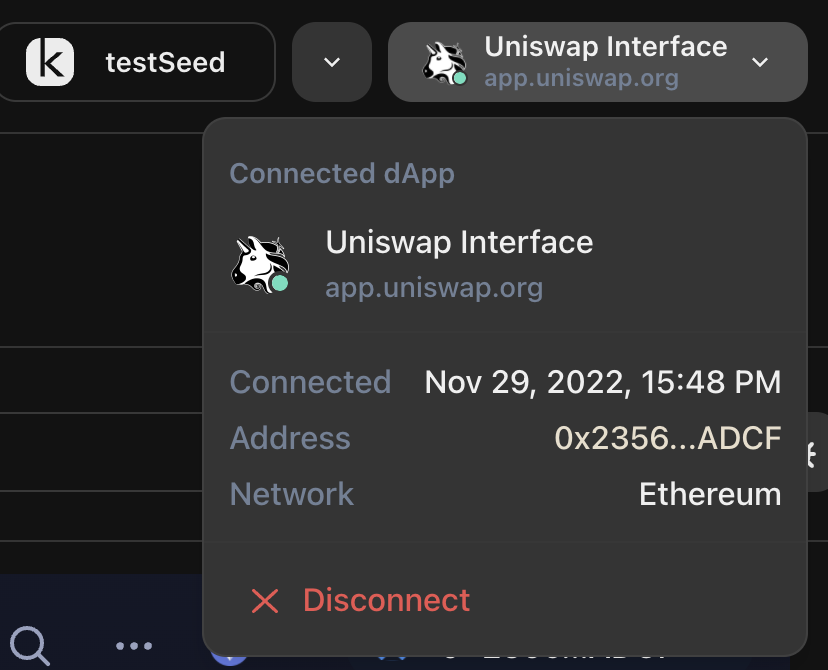 testSeed
Uniswap Interface
app.uniswap.org
Connected dApp
Uniswap Interface
app.uniswap.org
Connected Nov 29, 2022, 15:48 PM
Address 0x2356...ADCF
Network Ethereum
Disconnect